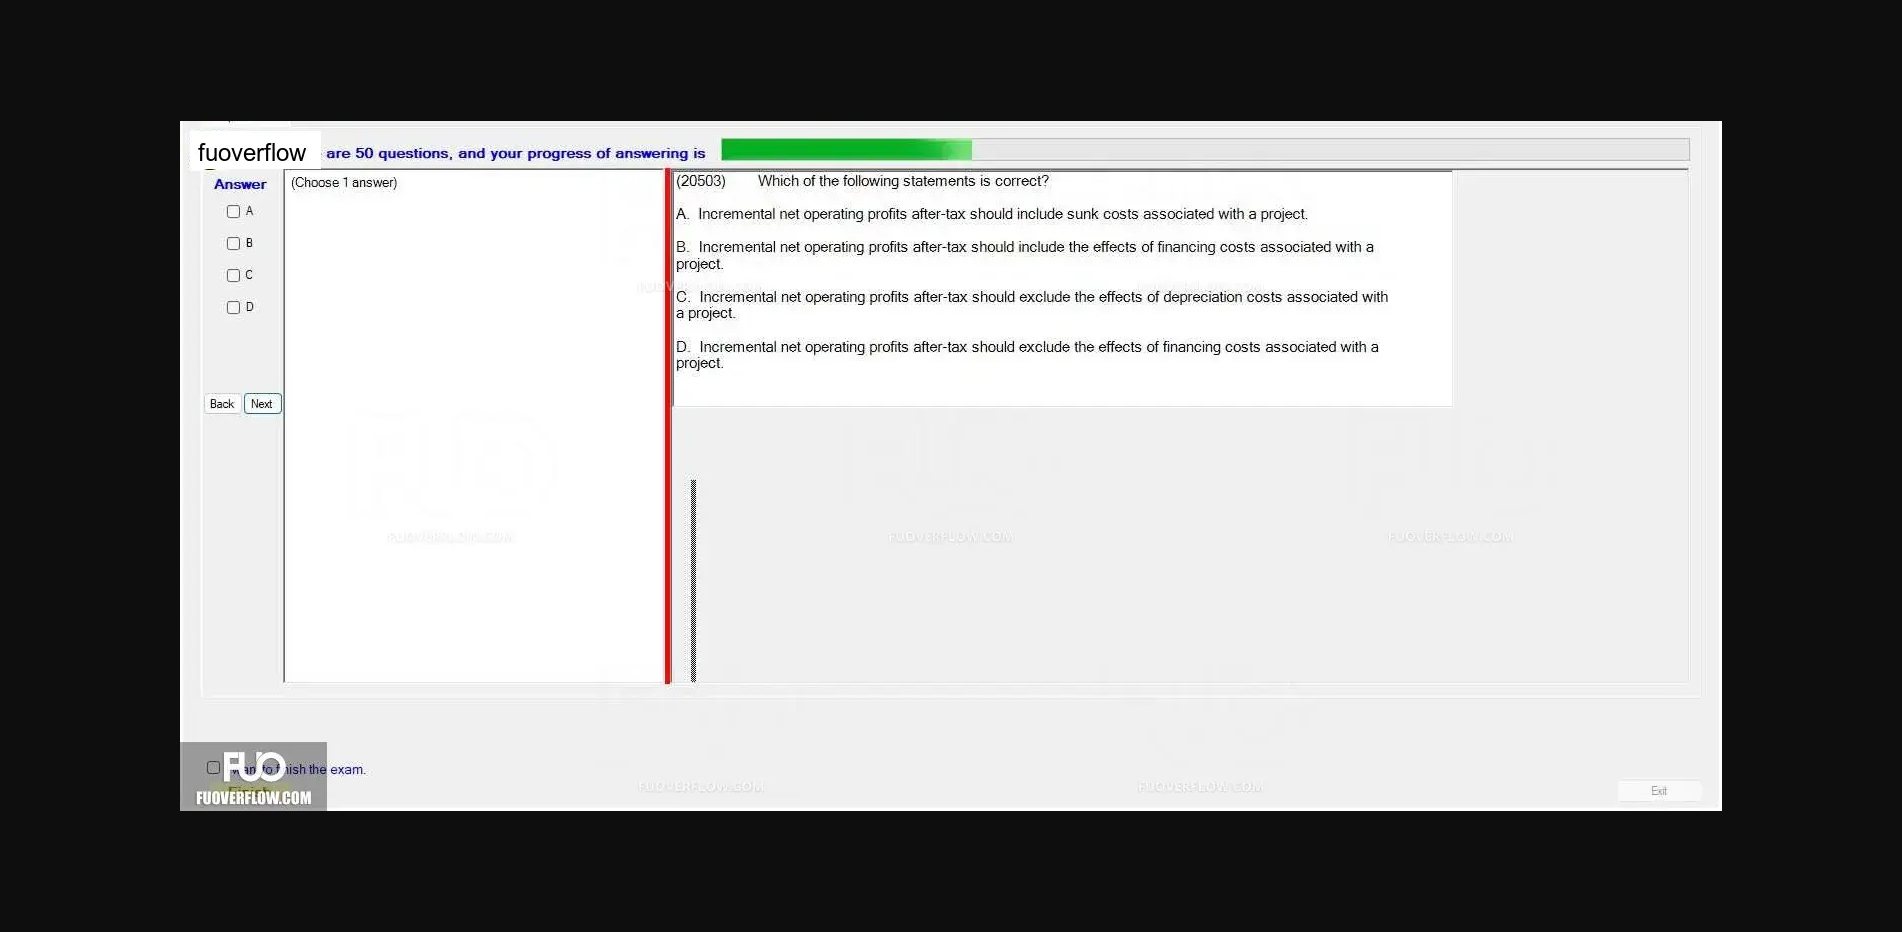 fuoverflow are 50 questions, and your progress of answering is
Answer
(Choose 1 answer)
A
B
C
D
Back Next
(20503) Which of the following statements is correct?
A. Incremental net operating profits after-tax should include sunk costs associated with a project.
B. Incremental net operating profits after-tax should include the effects of financing costs associated with a
project.
C. Incremental net operating profits after-tax should exclude the effects of depreciation costs associated with
a project.
D. Incremental net operating profits after-tax should exclude the effects of financing costs associated with a
project.
FUOVERFLOW.COM
FUOVERFLOW.COM
FUOVERFLOW.COM
FUO
the exam.
FUOVERFLOW.COM
FUOVERFLOW.COM
FUOVERFLOW.COM
Exit